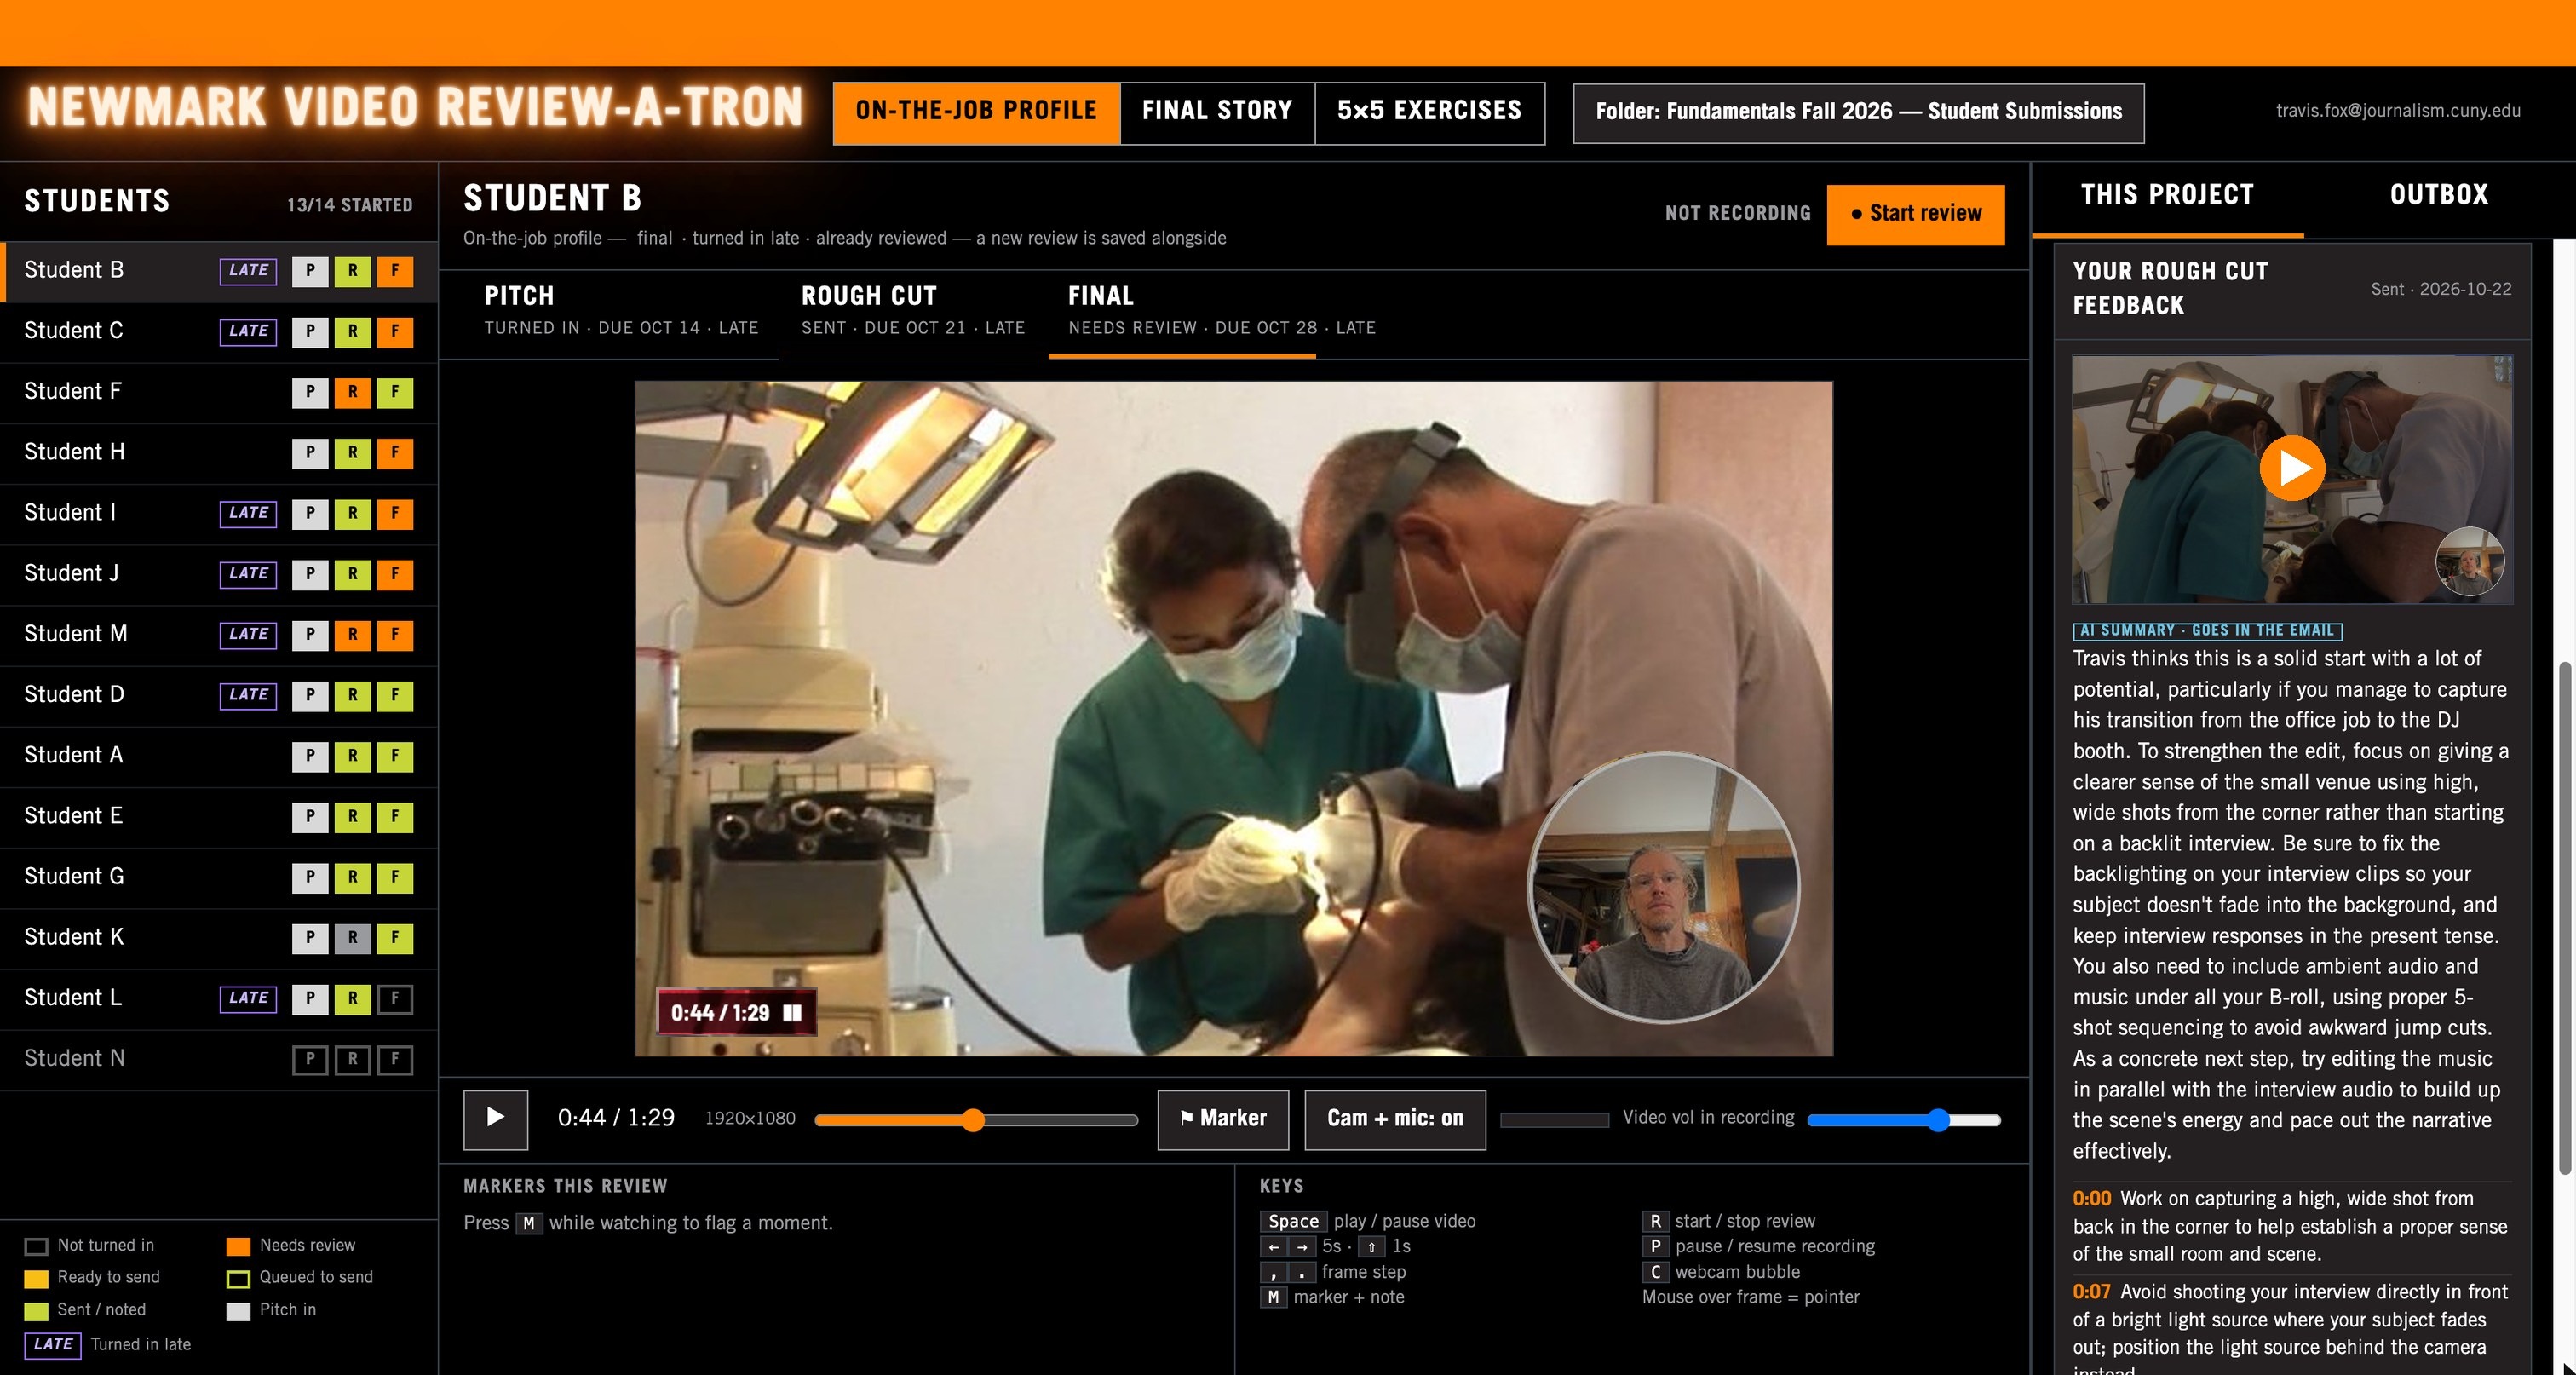 NEWMARK VIDEO REVIEW-A-TRON
ON-THE-JOB PROFILE
FINAL STORY
5×5 EXERCISES
Folder: Fundamentals Fall 2026 — Student Submissions
travis.fox@journalism.cuny.edu
STUDENTS
13/14 STARTED
Student B LATE P R F
Student C LATE P R F
Student F P R F
Student H P R F
Student I LATE P R F
Student J LATE P R F
Student M LATE P R F
Student D LATE P R F
Student A P R F
Student E P R F
Student G P R F
Student K P R F
Student L LATE P R F
Student N P R F
Not turned in
Needs review
Ready to send
Queued to send
Sent / noted
Pitch in
LATE Turned in late
STUDENT B
On-the-job profile — final · turned in late · already reviewed — a new review is saved alongside
NOT RECORDING
● Start review
PITCH
TURNED IN · DUE OCT 14 · LATE
ROUGH CUT
SENT · DUE OCT 21 · LATE
FINAL
NEEDS REVIEW · DUE OCT 28 · LATE
0:44 / 1:29
0:44 / 1:29
1920×1080
⚑ Marker
Cam + mic: on
Video vol in recording
MARKERS THIS REVIEW
Press M while watching to flag a moment.
KEYS
Space play / pause video
← → 5s · ⇧ 1s
, . frame step
M marker + note
R start / stop review
P pause / resume recording
C webcam bubble
Mouse over frame = pointer
THIS PROJECT
OUTBOX
YOUR ROUGH CUT
FEEDBACK
Sent · 2026-10-22
AI SUMMARY · GOES IN THE EMAIL
Travis thinks this is a solid start with a lot of
potential, particularly if you manage to capture
his transition from the office job to the DJ
booth. To strengthen the edit, focus on giving a
clearer sense of the small venue using high,
wide shots from the corner rather than starting
on a backlit interview. Be sure to fix the
backlighting on your interview clips so your
subject doesn't fade into the background, and
keep interview responses in the present tense.
You also need to include ambient audio and
music under all your B-roll, using proper 5-
shot sequencing to avoid awkward jump cuts.
As a concrete next step, try editing the music
in parallel with the interview audio to build up
the scene's energy and pace out the narrative
effectively.
0:00 Work on capturing a high, wide shot from
back in the corner to help establish a proper sense
of the small room and scene.
0:07 Avoid shooting your interview directly in front
of a bright light source where your subject fades
out; position the light source behind the camera
instead.